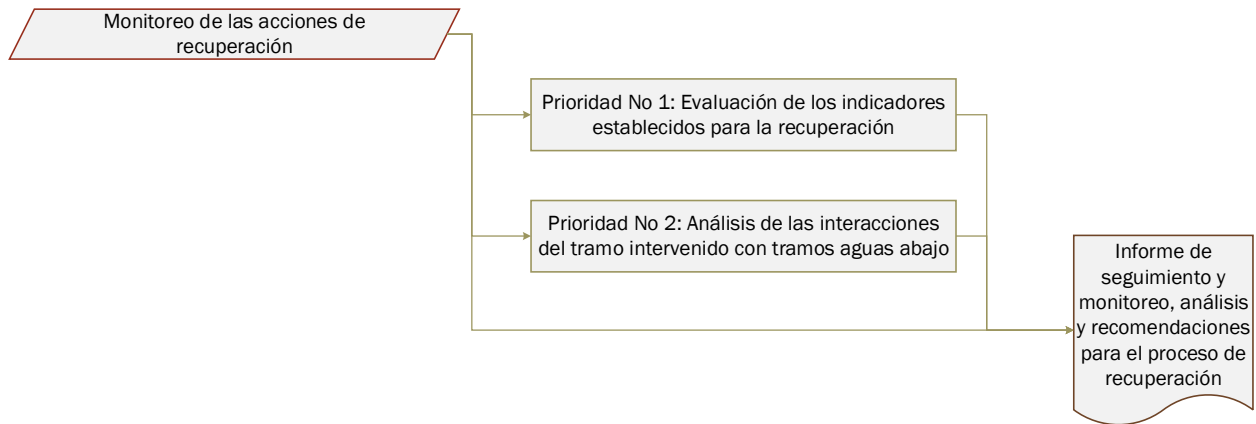 Monitoreo de las acciones de
recuperación
Prioridad No 1: Evaluación de los indicadores
establecidos para la recuperación
Prioridad No 2: Análisis de las interacciones
del tramo intervenido con tramos aguas abajo
Informe de
seguimiento y
monitoreo, análisis
y recomendaciones
para el proceso de
recuperación